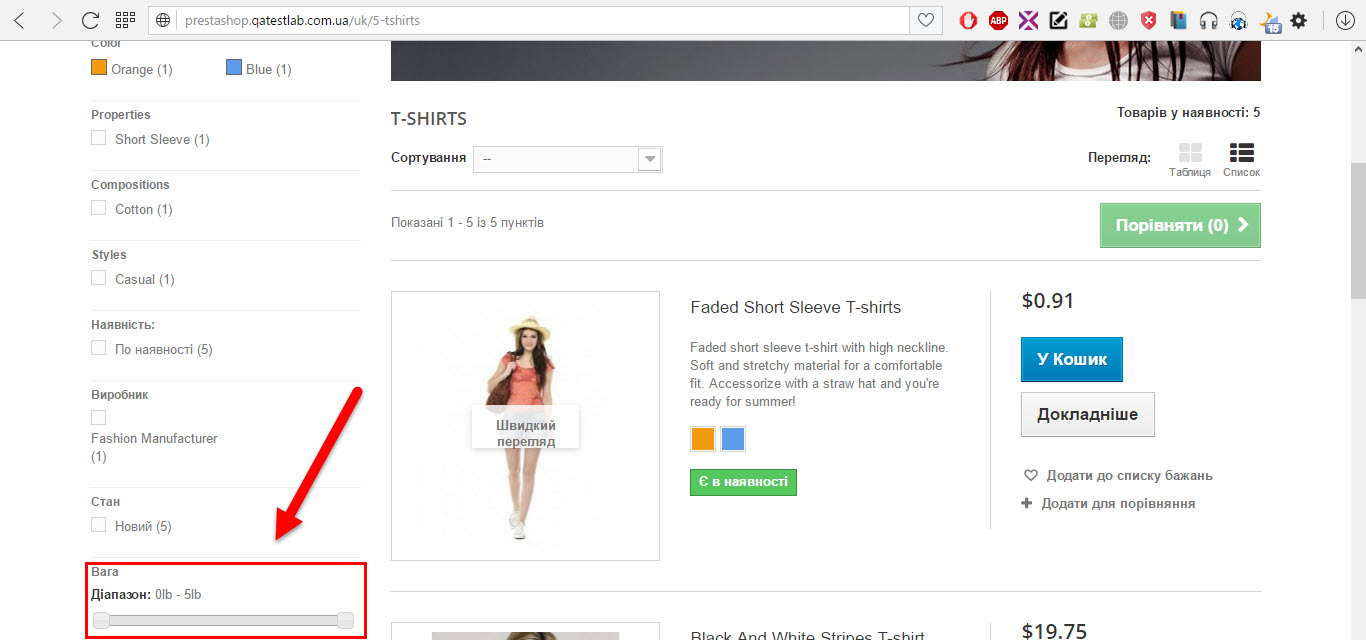 prestashop.qatestlab.com.ua/uk/5-tshirts
ABP
15
Color
Orange (1)
Blue (1)
Properties
Short Sleeve (1)
Compositions
Cotton (1)
Styles
Casual (1)
Наявність:
По наявності (5)
Виробник
Fashion Manufacturer
(1)
Стан
Новий (5)
Вага
Діапазон: 0lb - 5lb
T-SHIRTS
Товарів у наявності: 5
Сортування
--
Перегляд:
Таблиця
Список
Показані 1 - 5 із 5 пунктів
Порівняти (0)
Швидкий
перегляд
Faded Short Sleeve T-shirts
Faded short sleeve t-shirt with high neckline.
Soft and stretchy material for a comfortable
fit. Accessorize with a straw hat and you're
ready for summer!
Є в наявності
$0.91
У Кошик
Докладніше
Додати до списку бажань
Додати для порівняння
Black And White Stripes T-shirt
$19.75